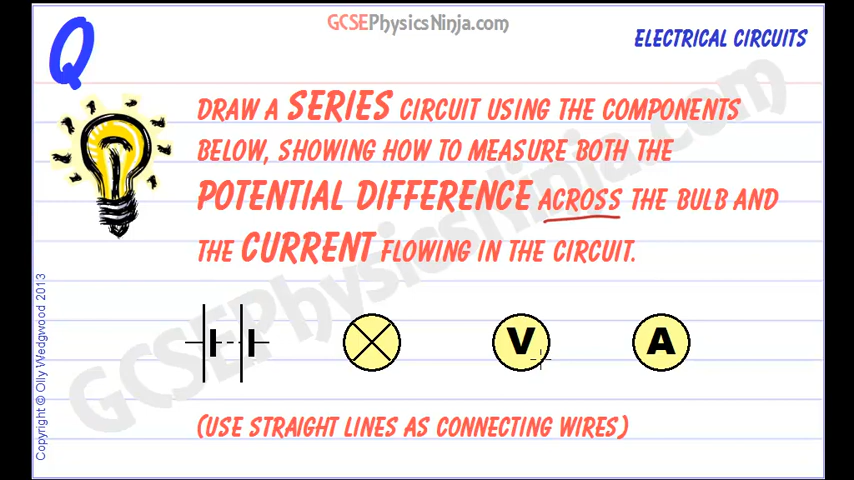 GCSEPhysicsNinja.com
Q
ELECTRICAL CIRCUITS
DRAW A SERIES CIRCUIT USING THE COMPONENTS
BELOW, SHOWING HOW TO MEASURE BOTH THE
POTENTIAL DIFFERENCE ACROSS THE BULB AND
THE CURRENT FLOWING IN THE CIRCUIT.
V
A
(USE STRAIGHT LINES AS CONNECTING WIRES)
Copyright © Olly Wedgwood 2013
GCSEPhysicsNinja.com